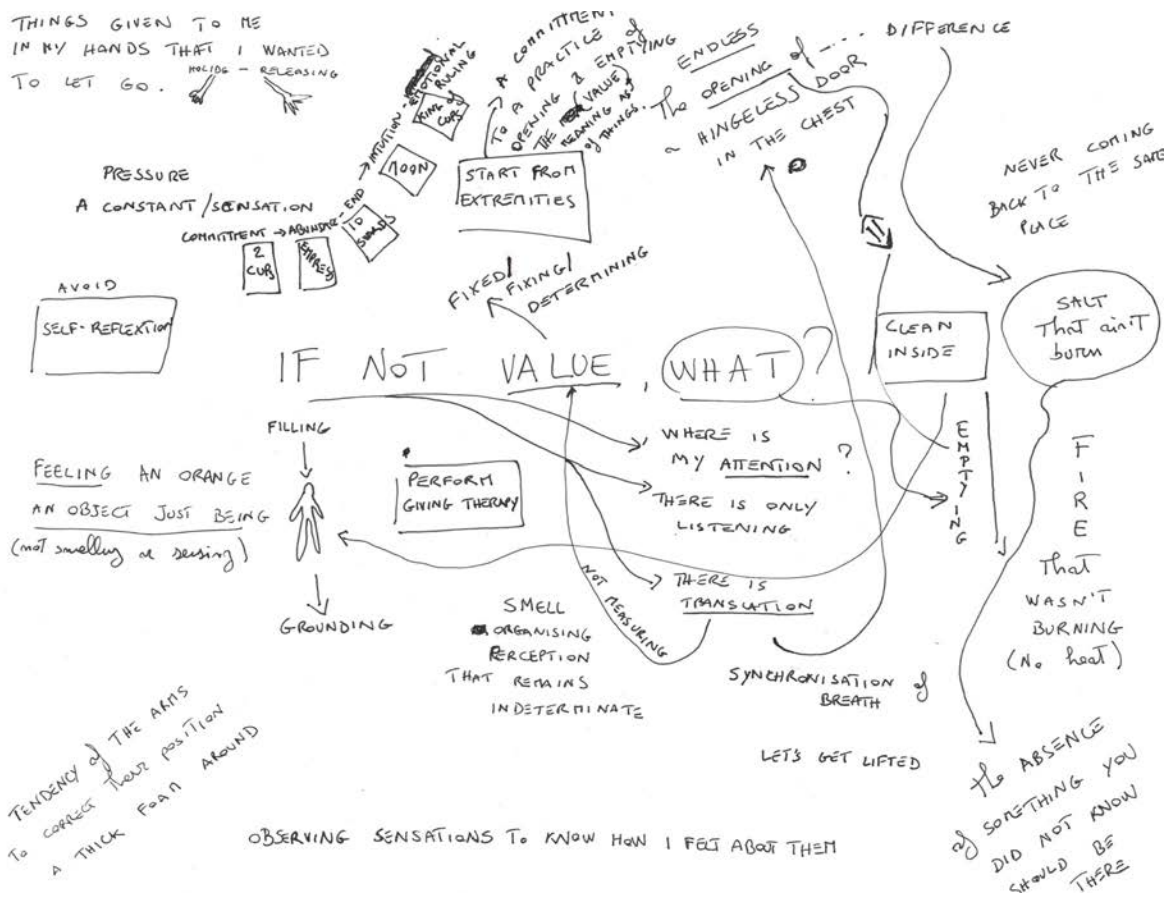 THINGS GIVEN TO ME
IN MY HANDS THAT I WANTED
TO LET GO.
HOLIDG - RELEASING
PRESSURE
A CONSTANT/SENSATION
COMMITMENT → ABUNDANCE - END → INTUITION - EMOTIONAL RULING
2 CUPS
EMPRESS
10 SWORDS
MOON
KING of CUPS
START FROM
EXTREMITIES
A COMMITMENT
TO A PRACTICE of
OPENING & EMPTYING
THE (VALUE)
MEANING AST
of THINGS.
The ENDLESS
OPENING of ....
DIFFERENCE
a HINGELESS DOOR
IN THE CHEST
NEVER COMING
BACK TO THE SAME
PLACE
AVOID
SELF-REFLEXTION
FIXED/
FIXING/
DETERMINING
IF NOT VALUE, WHAT?
CLEAN
INSIDE
SALT
That ain't
burn
FILLING
GROUNDING
FEELING AN ORANGE
AN OBJECT JUST BEING
(not smelling or sensing)
PERFORM
GIVING THERAPY
WHERE IS
MY ATTENTION ?
THERE IS ONLY
LISTENING
THERE IS
TRANSLATION
NOT MEASURING
EMPTYING
FIRE
That
WASN'T
BURNING
(No heat)
SMELL
ORGANISING
PERCEPTION
THAT REMAINS
INDETERMINATE
SYNCHRONISATION of
BREATH
LET'S GET LIFTED
The ABSENCE
of SOMETHING YOU
DID NOT KNOW
SHOULD BE
THERE
TENDENCY of THE ARMS
TO CORRECT their POSITION
A THICK FOAM AROUND
OBSERVING SENSATIONS TO KNOW HOW I FELT ABOUT THEM